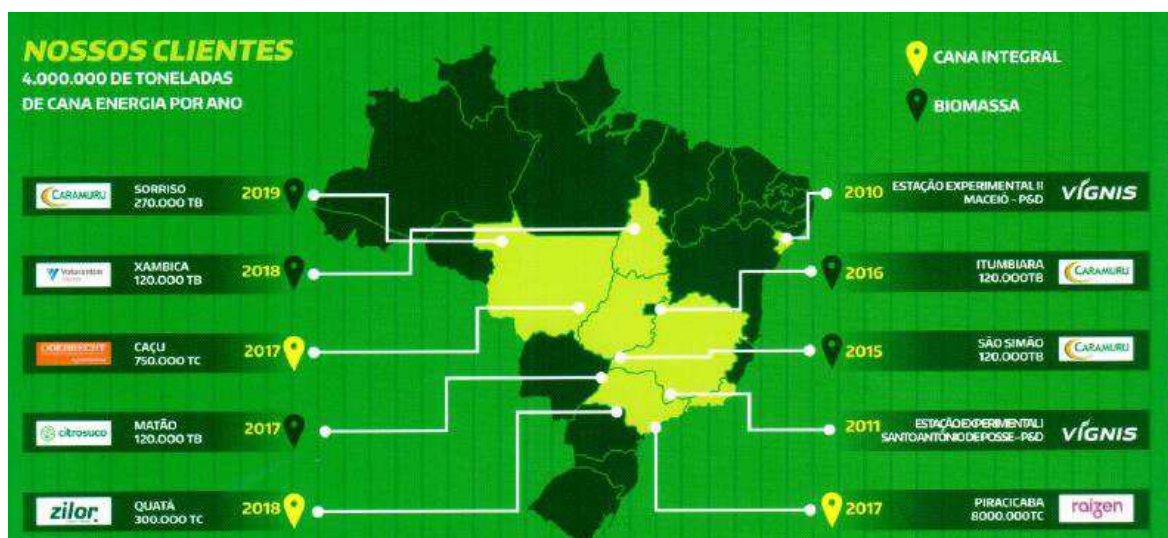 NOSSOS CLIENTES
4.000.000 DE TONELADAS
DE CANA ENERGIA POR ANO
CANA INTEGRAL
BIOMASSA
CARAMURU
SORRISO
270.000 TB
2019
XAMBICA
120.000 TB
2018
CAÇU
750.000 TC
2017
citrosuco
MATÃO
120.000 TB
2017
zilor
QUATÁ
300.000 TC
2018
2010
ESTAÇÃO EXPERIMENTAL II
MACEIÓ - P&D
VIGNIS
2016
ITUMBIARA
120.000TB
CARAMURU
2015
SÃO SIMÃO
120.000TB
CARAMURU
2011
ESTAÇÃO EXPERIMENTAL I
SANTO ANTÔNIO DE POSSE - P&D
VIGNIS
2017
PIRACICABA
8000.000TC
raízen